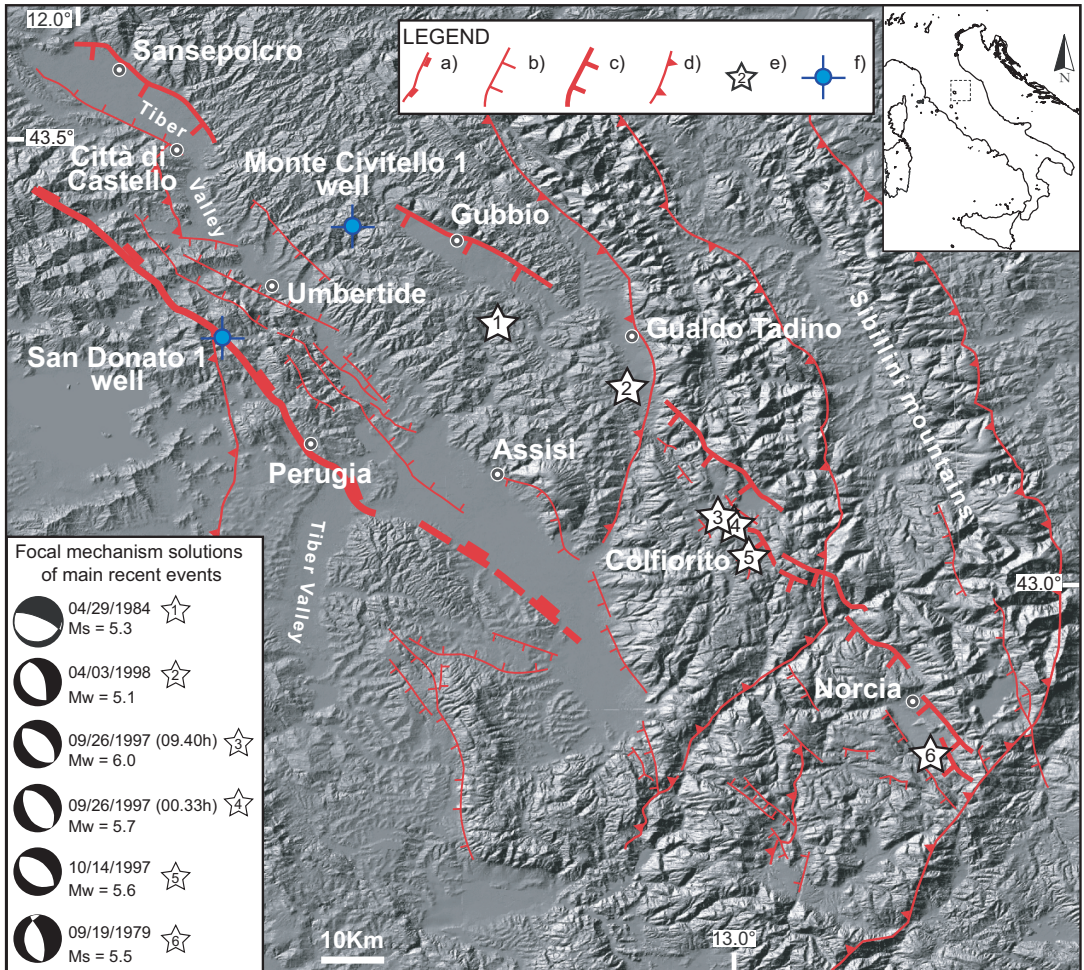 12.0°
Sansepolcro
Tiber
Valley
43.5°
Città di
Castello
Monte Civitello 1
well
Gubbio
LEGEND
a)
b)
c)
d)
2
e)
f)
N
Umbertide
1
Gualdo Tadino
San Donato 1
well
2
Sibillini mountains
Perugia
Assisi
3
4
5
Colfiorito
43.0°
Tiber Valley
Norcia
6
Focal mechanism solutions
of main recent events
04/29/1984 1
Ms = 5.3
04/03/1998 2
Mw = 5.1
09/26/1997 (09.40h) 3
Mw = 6.0
09/26/1997 (00.33h) 4
Mw = 5.7
10/14/1997 5
Mw = 5.6
09/19/1979 6
Ms = 5.5
10Km
13.0°